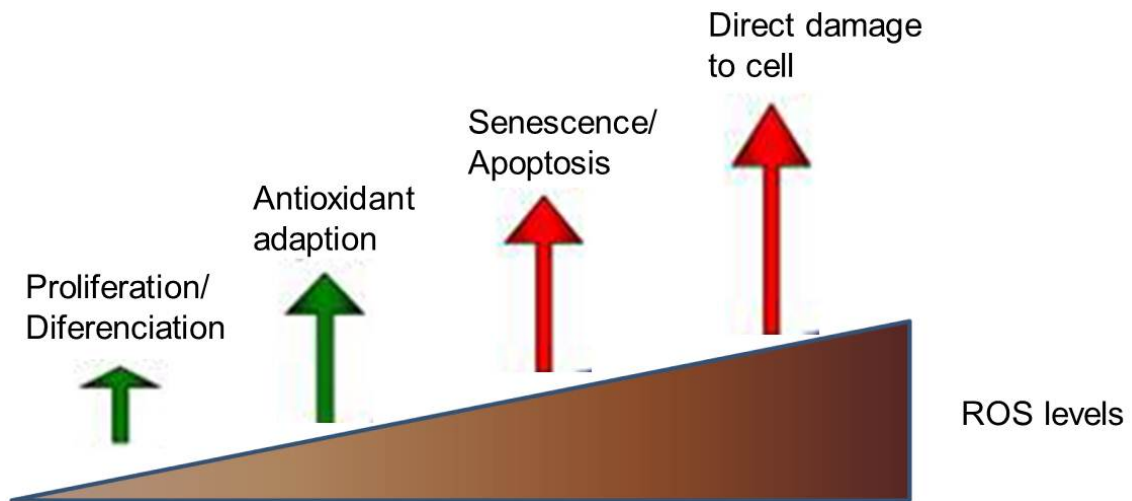 Proliferation/
Diferenciation
Antioxidant
adaption
Senescence/
Apoptosis
Direct damage
to cell
ROS levels